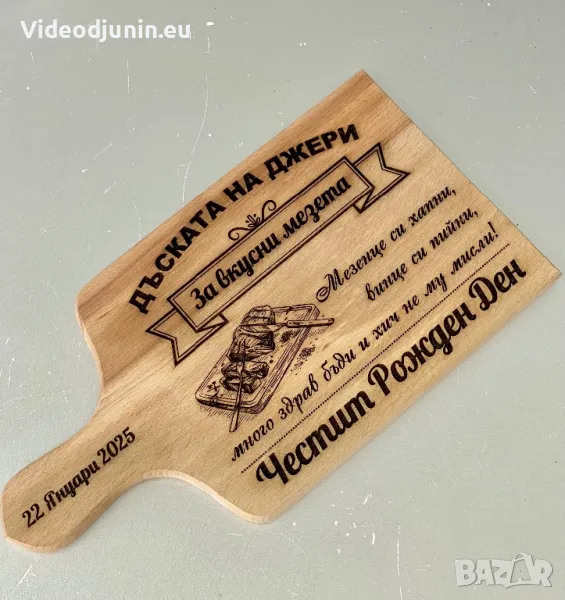 Videodjunin.eu
ДЪСКАТА НА ДЖЕРИ
За вкусни мезета
Мезенце си хапни,
винце си пийни,
много здрав бъди и хич не му мисли!
Честит Рожден Ден
22 Януари 2025
BAZAR